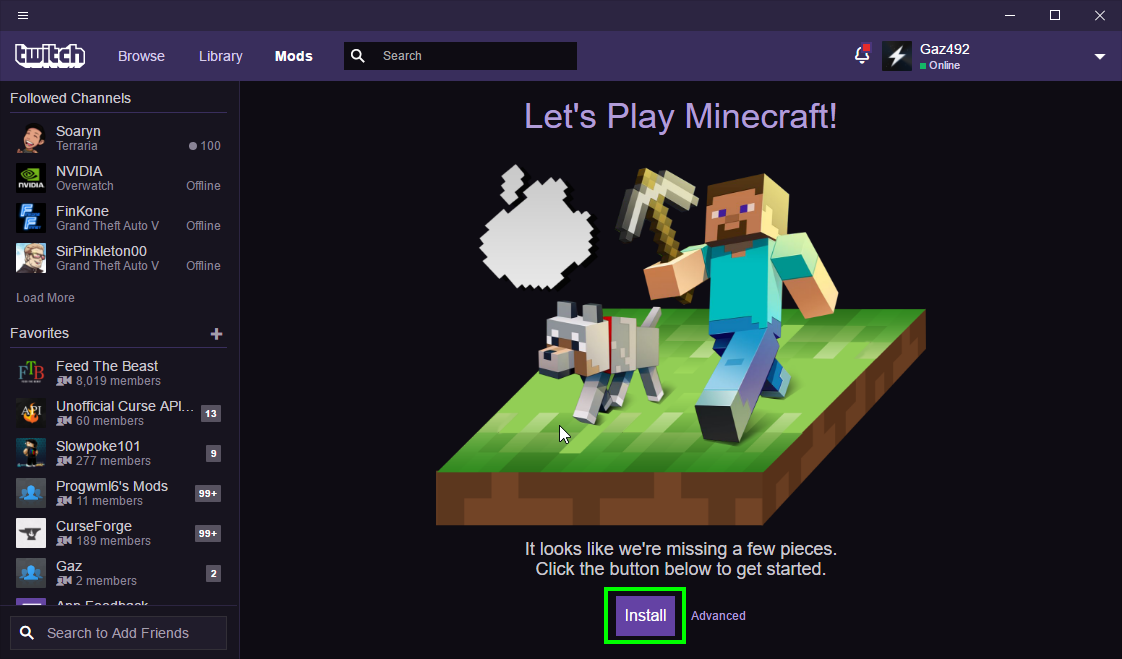 twitch
Browse
Library
Mods
Search
Gaz492
Online
Followed Channels
Soaryn
Terraria
100
NVIDIA
NVIDIA
Overwatch
Offline
FinKone
Grand Theft Auto V
Offline
SirPinkleton00
Grand Theft Auto V
Offline
Load More
Favorites
FTB
Feed The Beast
8,019 members
API
Unofficial Curse API...
60 members
13
Slowpoke101
277 members
9
Progwml6's Mods
11 members
99+
CurseForge
189 members
99+
Gaz
2 members
2
App Feedback
Search to Add Friends
Let's Play Minecraft!
It looks like we're missing a few pieces.
Click the button below to get started.
Install
Advanced